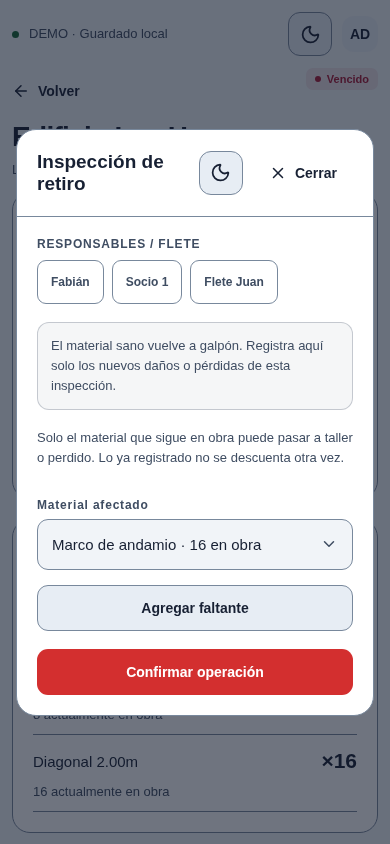 DEMO · Guardado local
AD
Vencido
Volver
Inspección de
retiro
Cerrar
RESPONSABLES / FLETE
Fabián
Socio 1
Flete Juan
El material sano vuelve a galpón. Registra aquí
solo los nuevos daños o pérdidas de esta
inspección.
Solo el material que sigue en obra puede pasar a taller
o perdido. Lo ya registrado no se descuenta otra vez.
Material afectado
Marco de andamio · 16 en obra
Agregar faltante
Confirmar operación
actualmente en obra
Diagonal 2.00m
×16
16 actualmente en obra